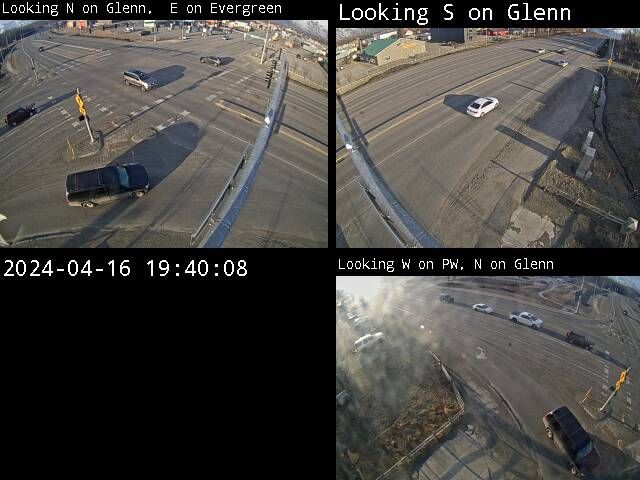 Looking N on Glenn,  E on Evergreen
Looking S on Glenn
2024-04-16 19:40:08
Looking W on PW, N on Glenn